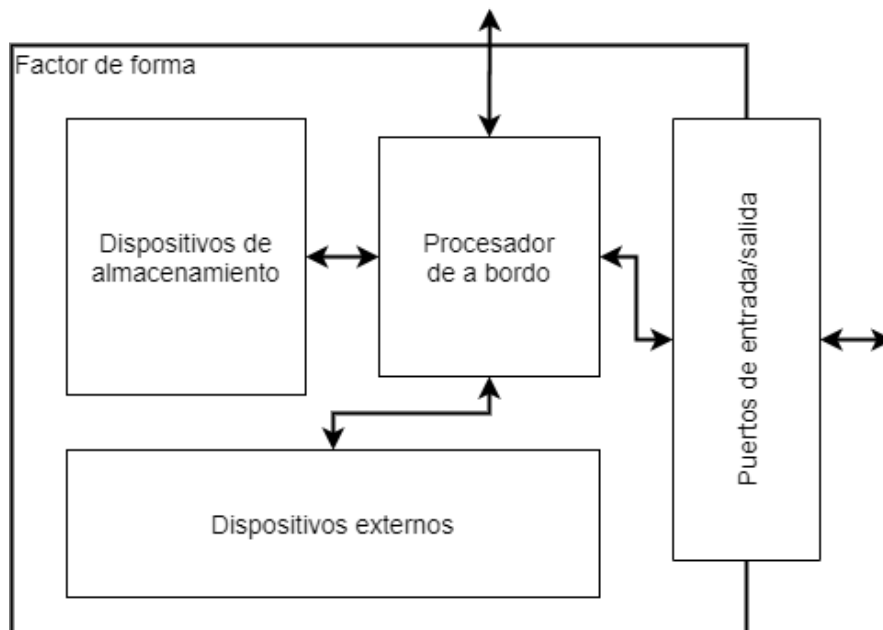 Factor de forma
Dispositivos de
almacenamiento
Procesador
de a bordo
Puertos de entrada/salida
Dispositivos externos